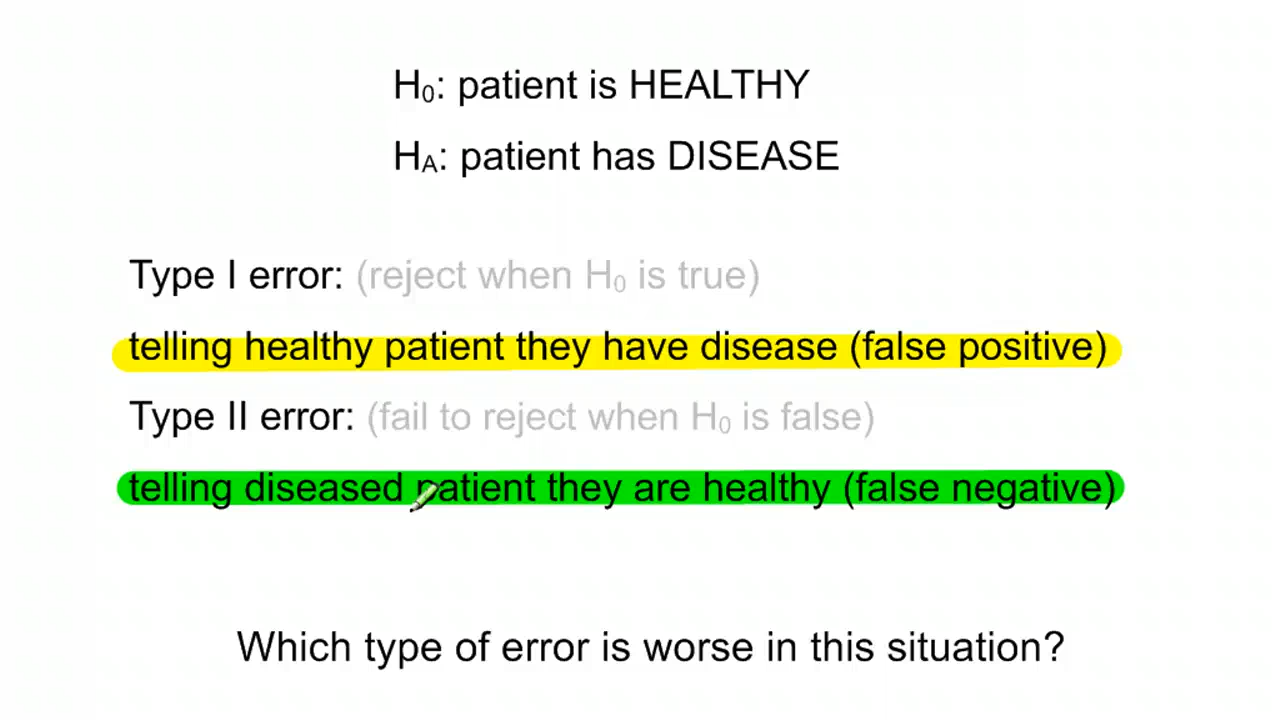 H₀: patient is HEALTHY
Hᴀ: patient has DISEASE
Type I error: (reject when H₀ is true)
telling healthy patient they have disease (false positive)
Type II error: (fail to reject when H₀ is false)
telling diseased patient they are healthy (false negative)
Which type of error is worse in this situation?